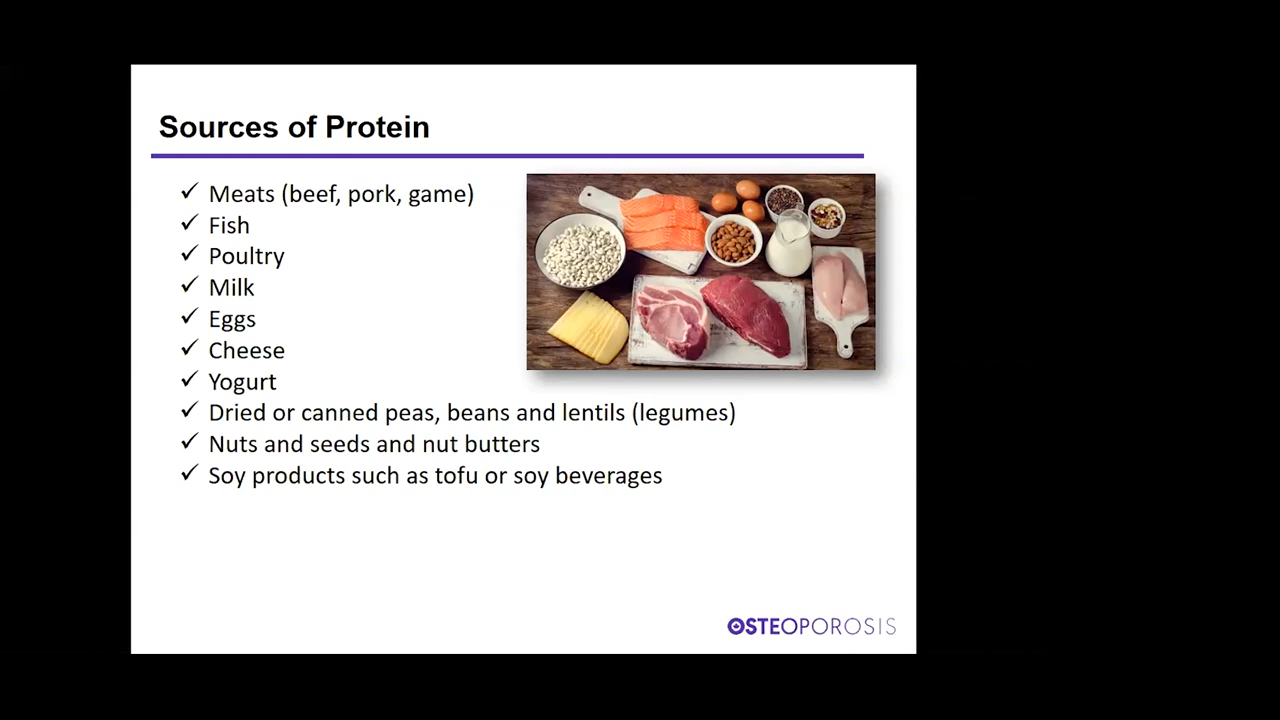 Sources of Protein
✓ Meats (beef, pork, game)
✓ Fish
✓ Poultry
✓ Milk
✓ Eggs
✓ Cheese
✓ Yogurt
✓ Dried or canned peas, beans and lentils (legumes)
✓ Nuts and seeds and nut butters
✓ Soy products such as tofu or soy beverages
OSTEOPOROSIS